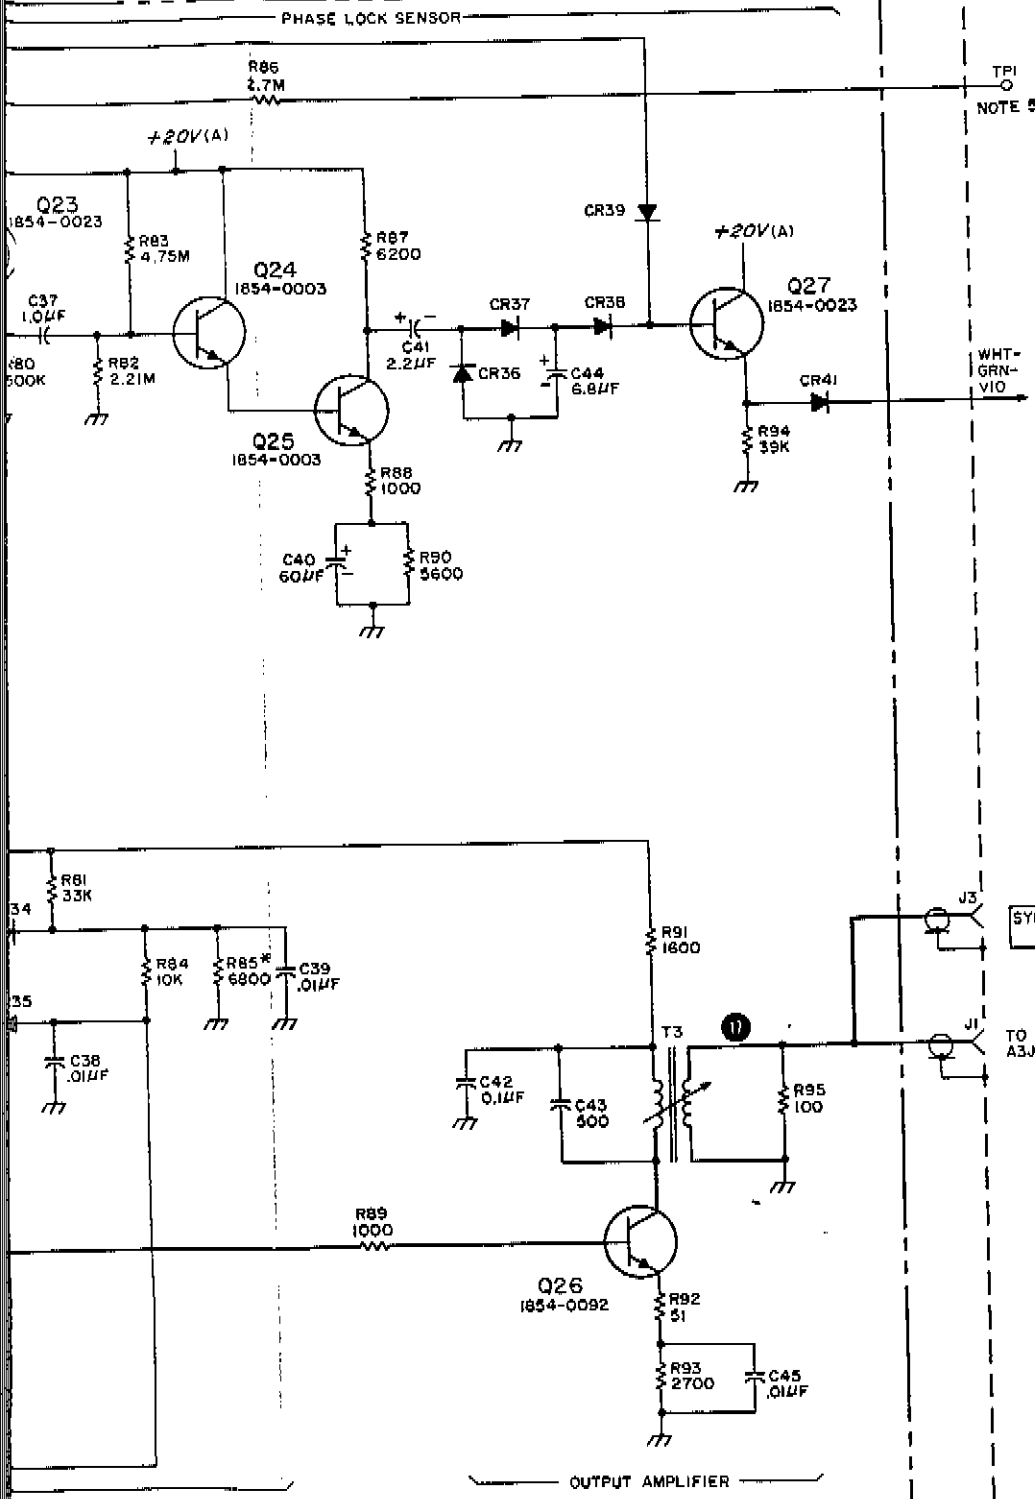 PHASE LOCK SENSOR
R86
2.7M
TP1
NOTE 5
+20V(A)
Q23
1854-0023
R83
4.75M
Q24
1854-0003
R87
6200
CR39
+20V(A)
Q27
1854-0023
C37
1.0μF
R80
500K
R82
2.21M
C41
2.2μF
CR37
CR36
CR38
C44
6.8μF
CR41
WHT-
GRN-
VIO
R94
39K
Q25
1854-0003
R88
1000
C40
60μF
R90
5600
R81
33K
34
R84
10K
R85*
6800
C39
.01μF
35
C38
.01μF
R91
1600
J3
T3
17
J1
TO
C42
0.1μF
C43
500
R95
100
R89
1000
Q26
1854-0092
R92
51
R93
2700
C45
.01μF
OUTPUT AMPLIFIER